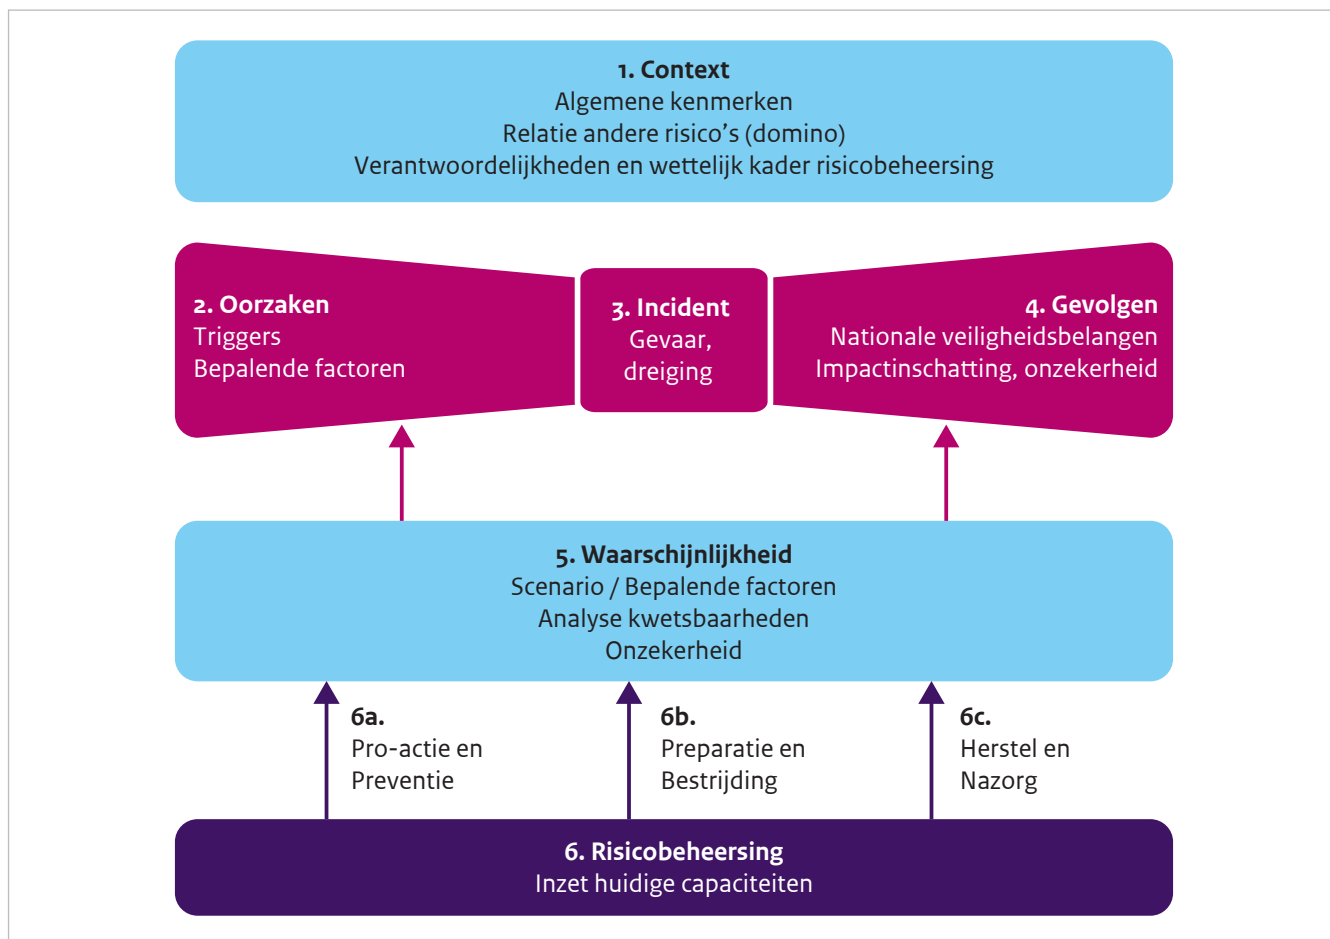 1. Context
Algemene kenmerken
Relatie andere risico’s (domino)
Verantwoordelijkheden en wettelijk kader risicobeheersing
2. Oorzaken
Triggers
Bepalende factoren
3. Incident
Gevaar,
dreiging
4. Gevolgen
Nationale veiligheidsbelangen
Impactinschatting, onzekerheid
5. Waarschijnlijkheid
Scenario / Bepalende factoren
Analyse kwetsbaarheden
Onzekerheid
6a.
Pro-actie en
Preventie
6b.
Preparatie en
Bestrijding
6c.
Herstel en
Nazorg
6. Risicobeheersing
Inzet huidige capaciteiten